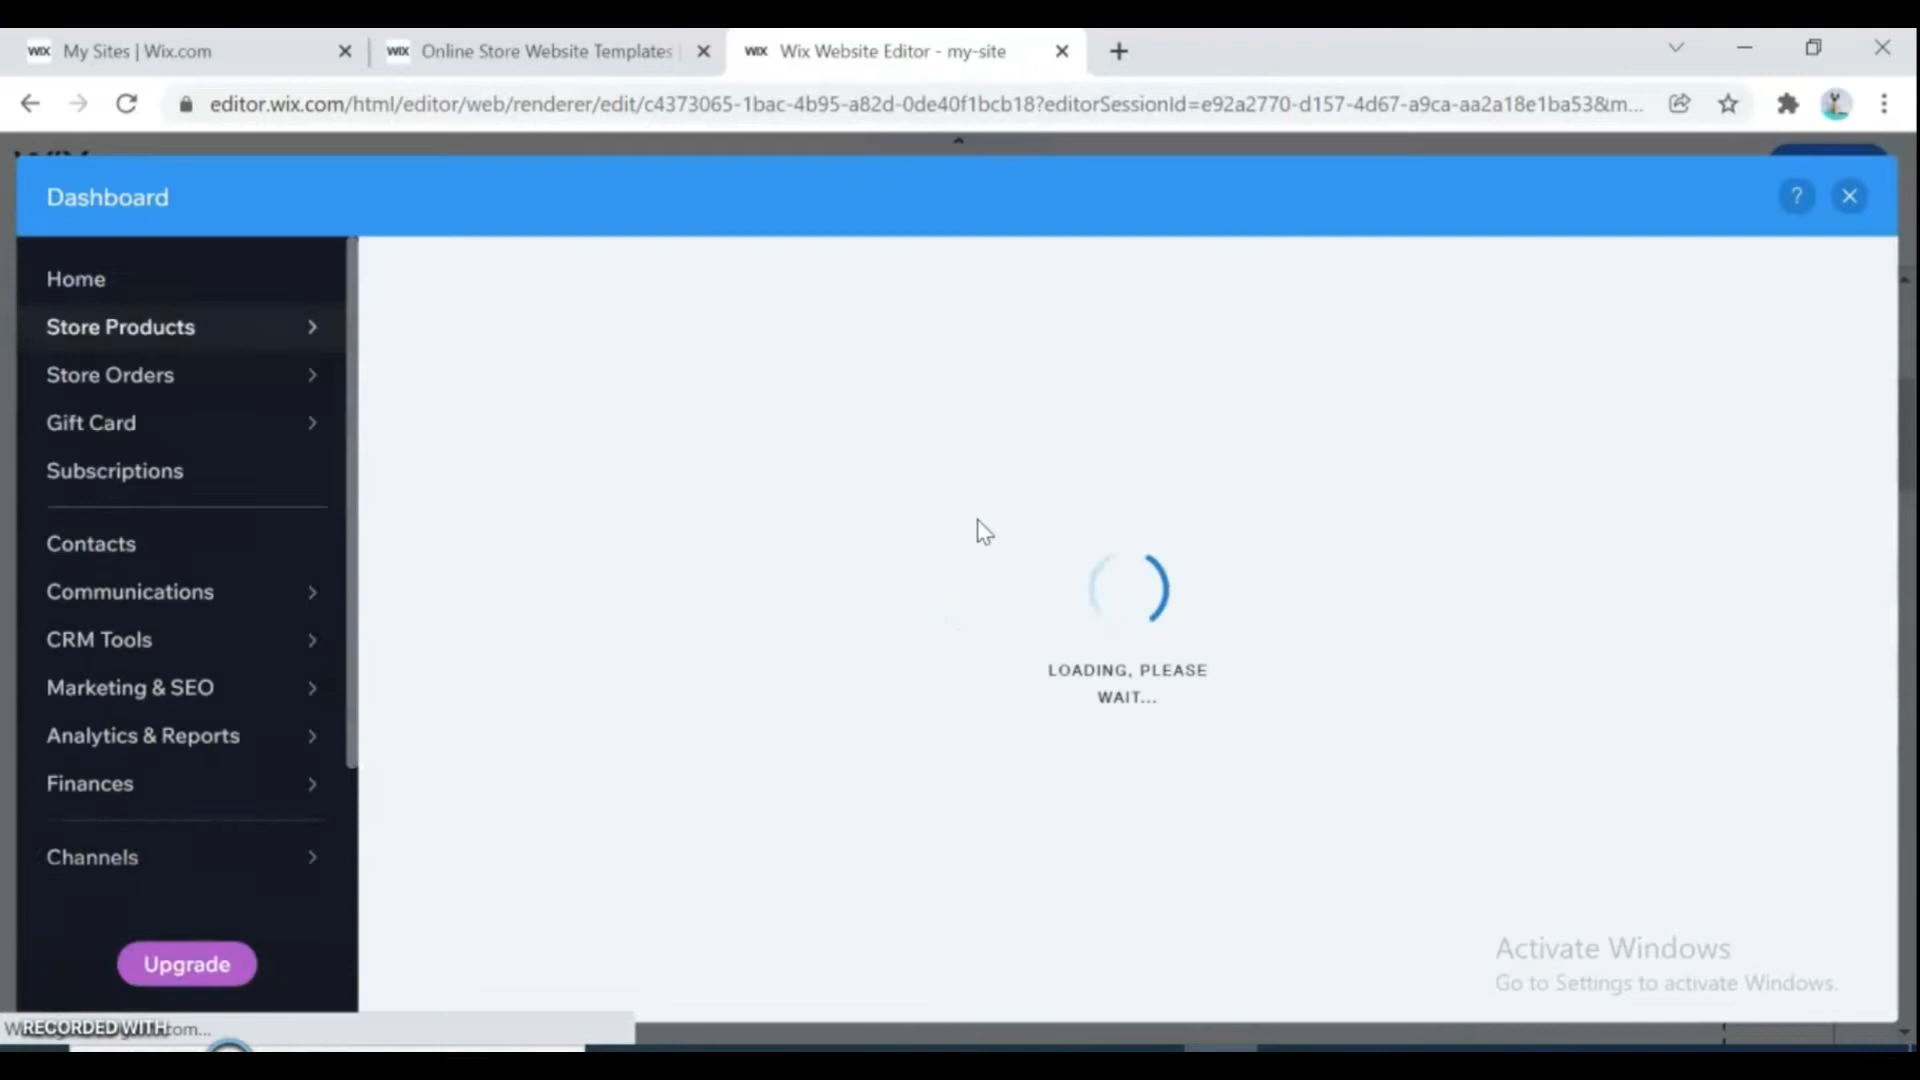 WIX My Sites | Wix.com
WIX Online Store Website Templates |
WIX Wix Website Editor - my-site
editor.wix.com/html/editor/web/renderer/edit/c4373065-1bac-4b95-a82d-0de40f1bcb18?editorSessionId=e92a2770-d157-4d67-a9ca-aa2a18e1ba53&m...
Dashboard
?
Home
Store Products
Store Orders
Gift Card
Subscriptions
Contacts
Communications
CRM Tools
Marketing & SEO
Analytics & Reports
Finances
Channels
Upgrade
LOADING, PLEASE
WAIT...
Activate Windows
Go to Settings to activate Windows.
RECORDED WITH